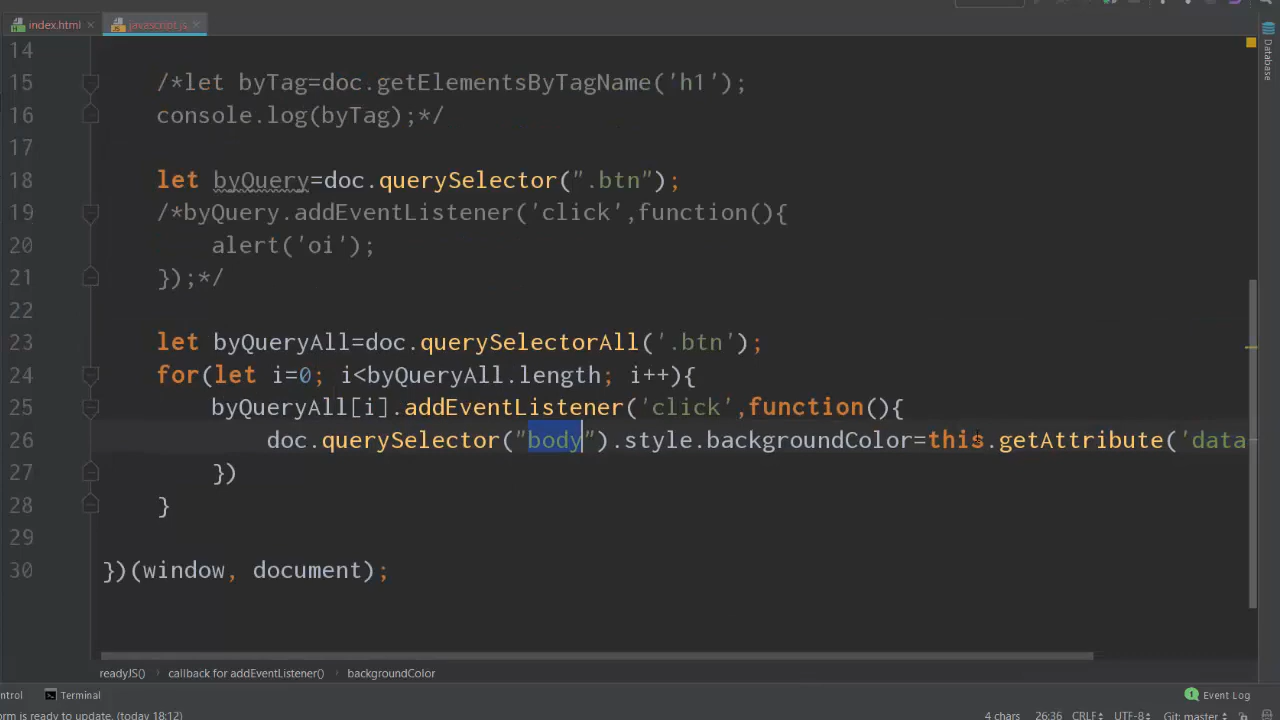 index.html
javascript.js
14
15 /*let byTag=doc.getElementsByTagName('h1');
16 console.log(byTag);*/
17
18 let byQuery=doc.querySelector(".btn");
19 /*byQuery.addEventListener('click',function(){
20 alert('oi');
21 });*/
22
23 let byQueryAll=doc.querySelectorAll('.btn');
24 for(let i=0; i<byQueryAll.length; i++){
25 byQueryAll[i].addEventListener('click',function(){
26 doc.querySelector("body").style.backgroundColor=this.getAttribute('data
27 })
28 }
29
30 })(window, document);
Database
readyJS() callback for addEventListener() backgroundColor
ntrol Terminal Event Log
rm is ready to update. (today 18:12) 4 chars 26:36 CRLF UTF-8 Git: master